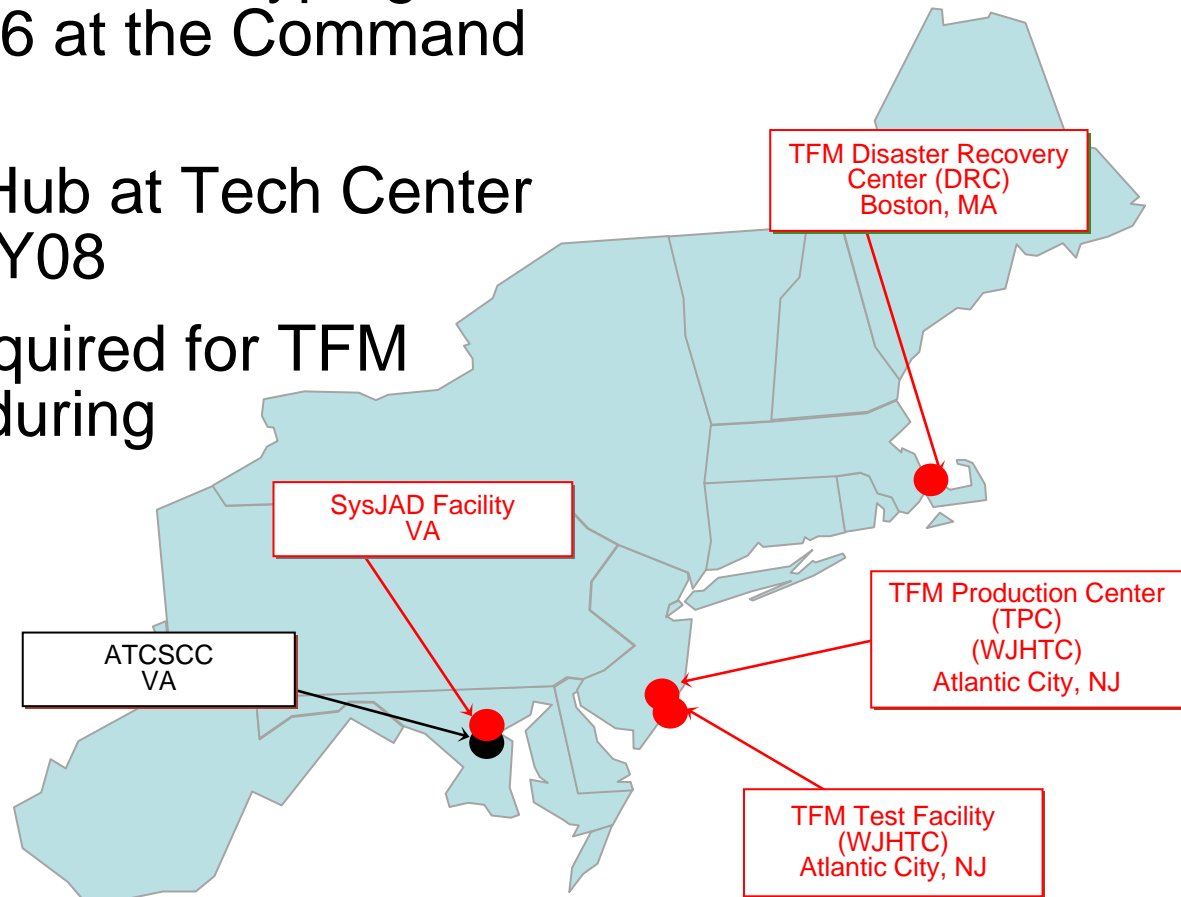 6 at the Command
Hub at Tech Center
Y08
quired for TFM
during
TFM Disaster Recovery
Center (DRC)
Boston, MA
SysJAD Facility
VA
ATCSCC
VA
TFM Production Center
(TPC)
(WJHTC)
Atlantic City, NJ
TFM Test Facility
(WJHTC)
Atlantic City, NJ